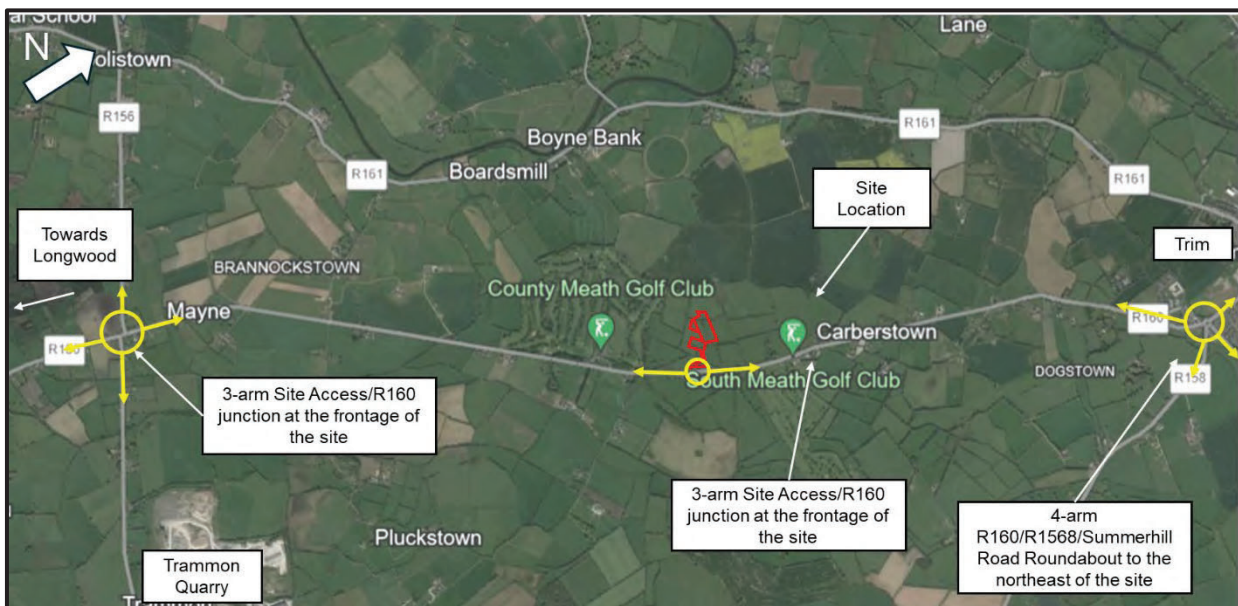 al School
Lane
N
olistown
R156
R161
Boyne Bank
Boardsmill
R161
R161
Site
Location
Towards
Longwood
Trim
BRANNOCKSTOWN
County Meath Golf Club
Mayne
Carberstown
R160
R160
South Meath Golf Club
DOGSTOWN
R158
3-arm Site Access/R160
junction at the frontage of
the site
3-arm Site Access/R160
junction at the frontage of
the site
4-arm
R160/R1568/Summerhill
Road Roundabout to the
northeast of the site
Pluckstown
Trammon
Quarry